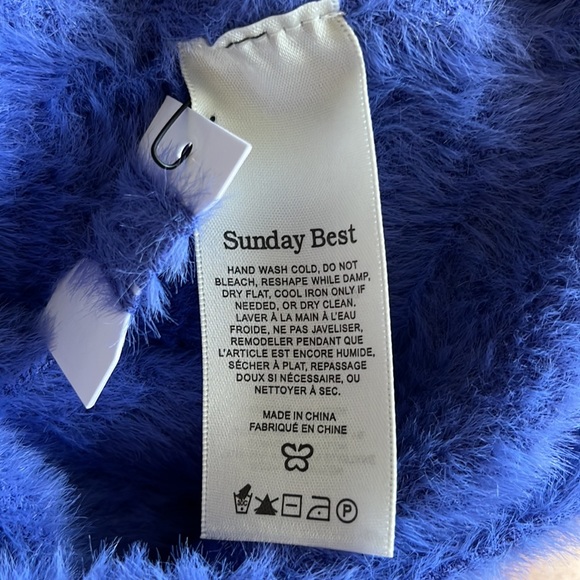 Sunday Best
HAND WASH COLD, DO NOT
BLEACH, RESHAPE WHILE DAMP,
DRY FLAT, COOL IRON ONLY IF
NEEDED, OR DRY CLEAN.
LAVER À LA MAIN À L'EAU
FROIDE, NE PAS JAVELISER,
REMODELER PENDANT QUE
L'ARTICLE EST ENCORE HUMIDE,
SÉCHER À PLAT, REPASSAGE
DOUX SI NÉCESSAIRE, OU
NETTOYER À SEC.
MADE IN CHINA
FABRIQUÉ EN CHINE
P